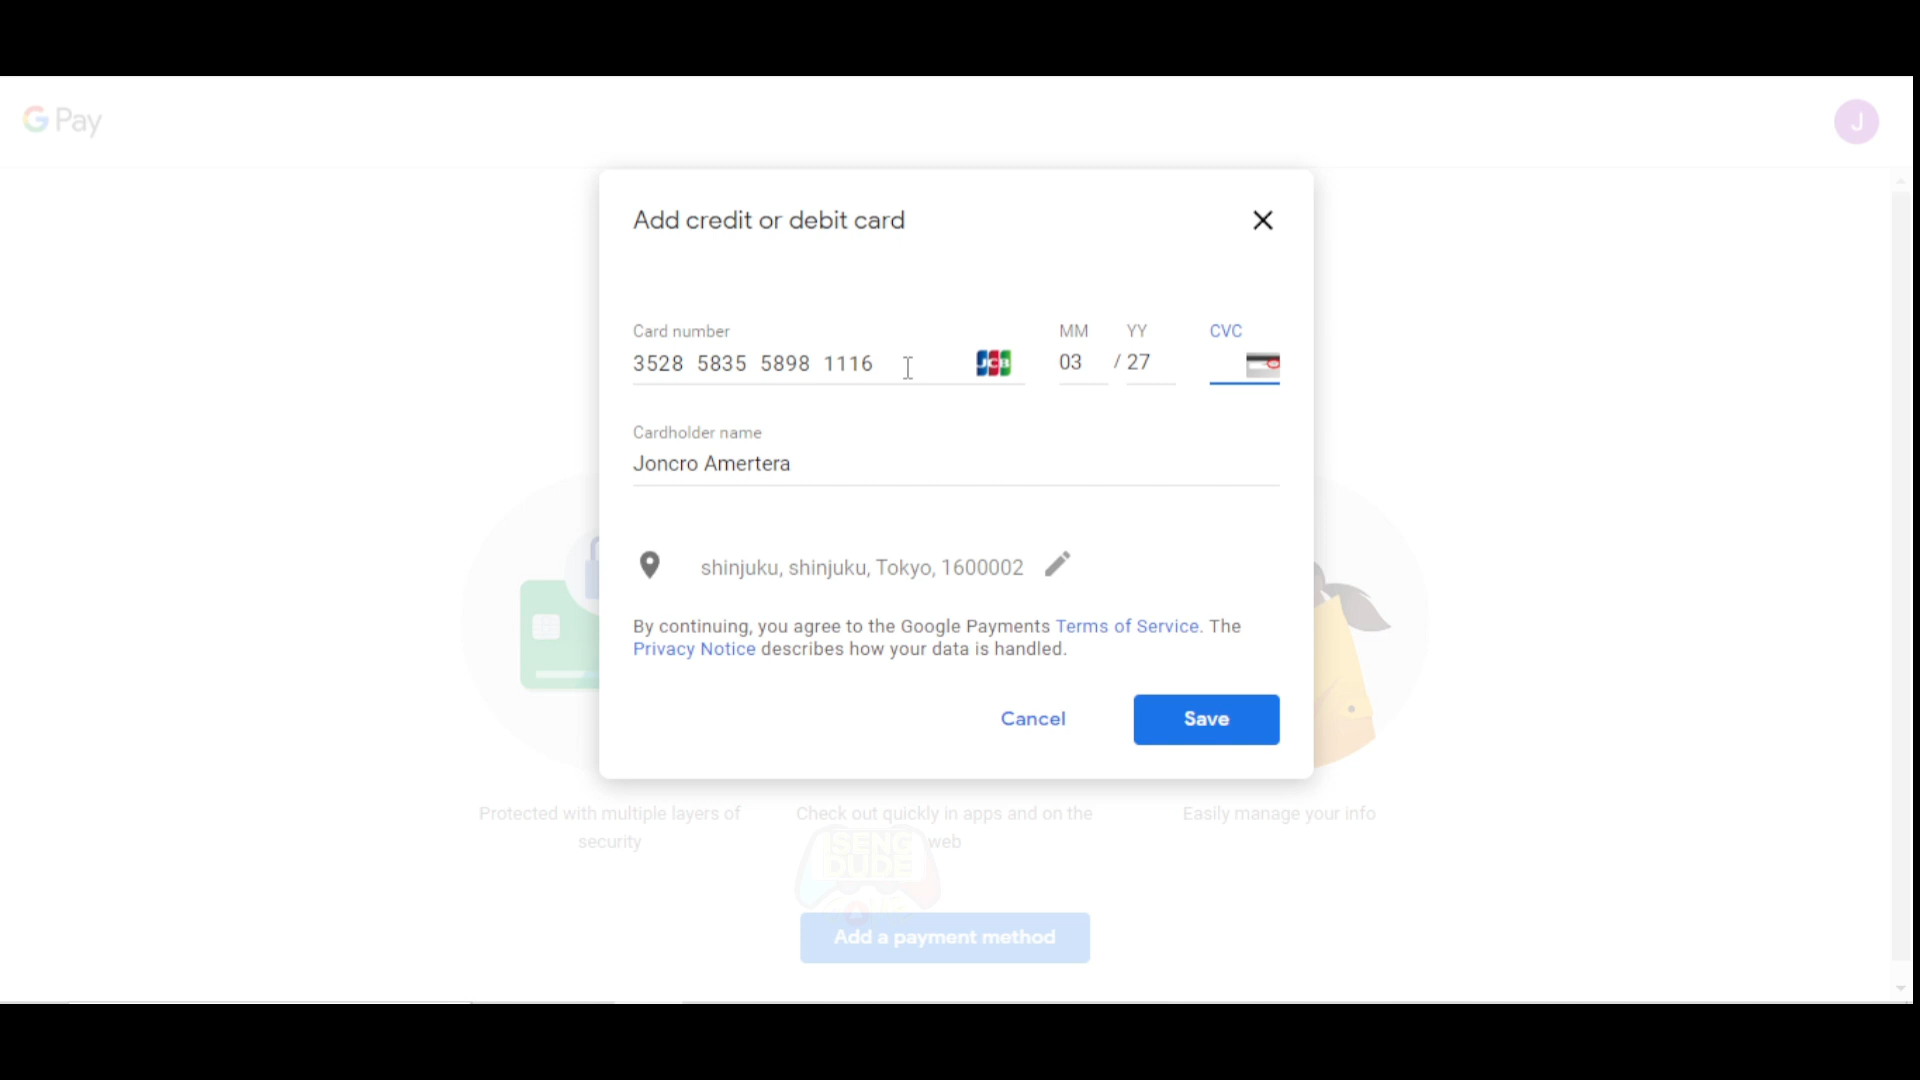 G Pay
J
Add credit or debit card
Card number
MM YY CVC
3528 5835 5898 1116 JCB 03 / 27
Cardholder name
Joncro Amertera
shinjuku, shinjuku, Tokyo, 1600002
By continuing, you agree to the Google Payments Terms of Service. The
Privacy Notice describes how your data is handled.
Cancel Save
Protected with multiple layers of
security
Check out quickly in apps and on the
web
Easily manage your info
SENG
DUDE
Add a payment method